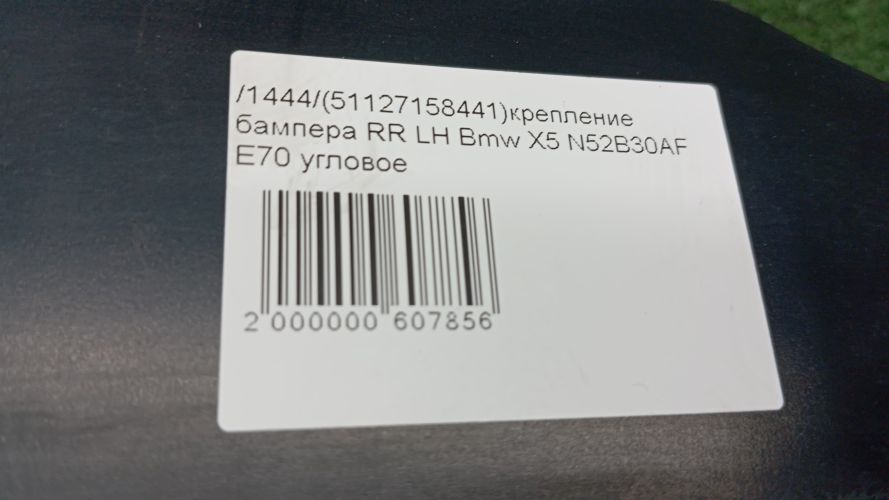 /1444/(51127158441)крепление
бампера RR LH Bmw X5 N52B30AF
E70 угловое
2 000000 607856